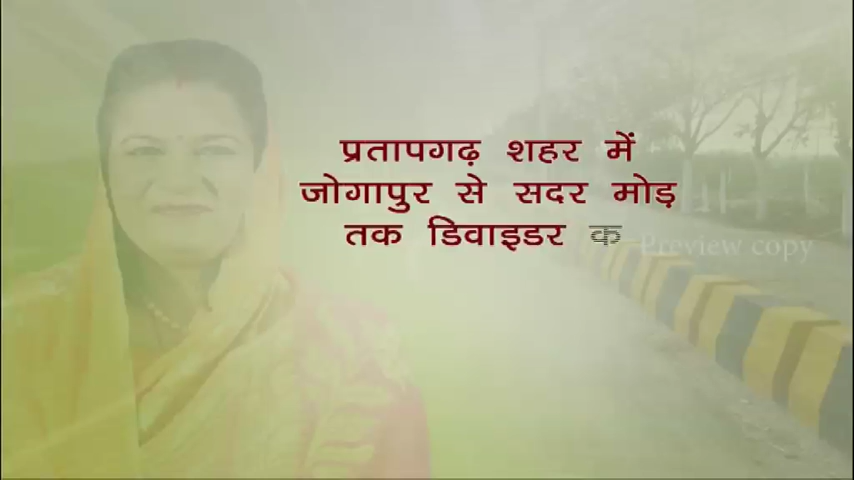 प्रतापगढ़ शहर में
जोगापुर से सदर मोड़
तक डिवाइडर क
Preview copy